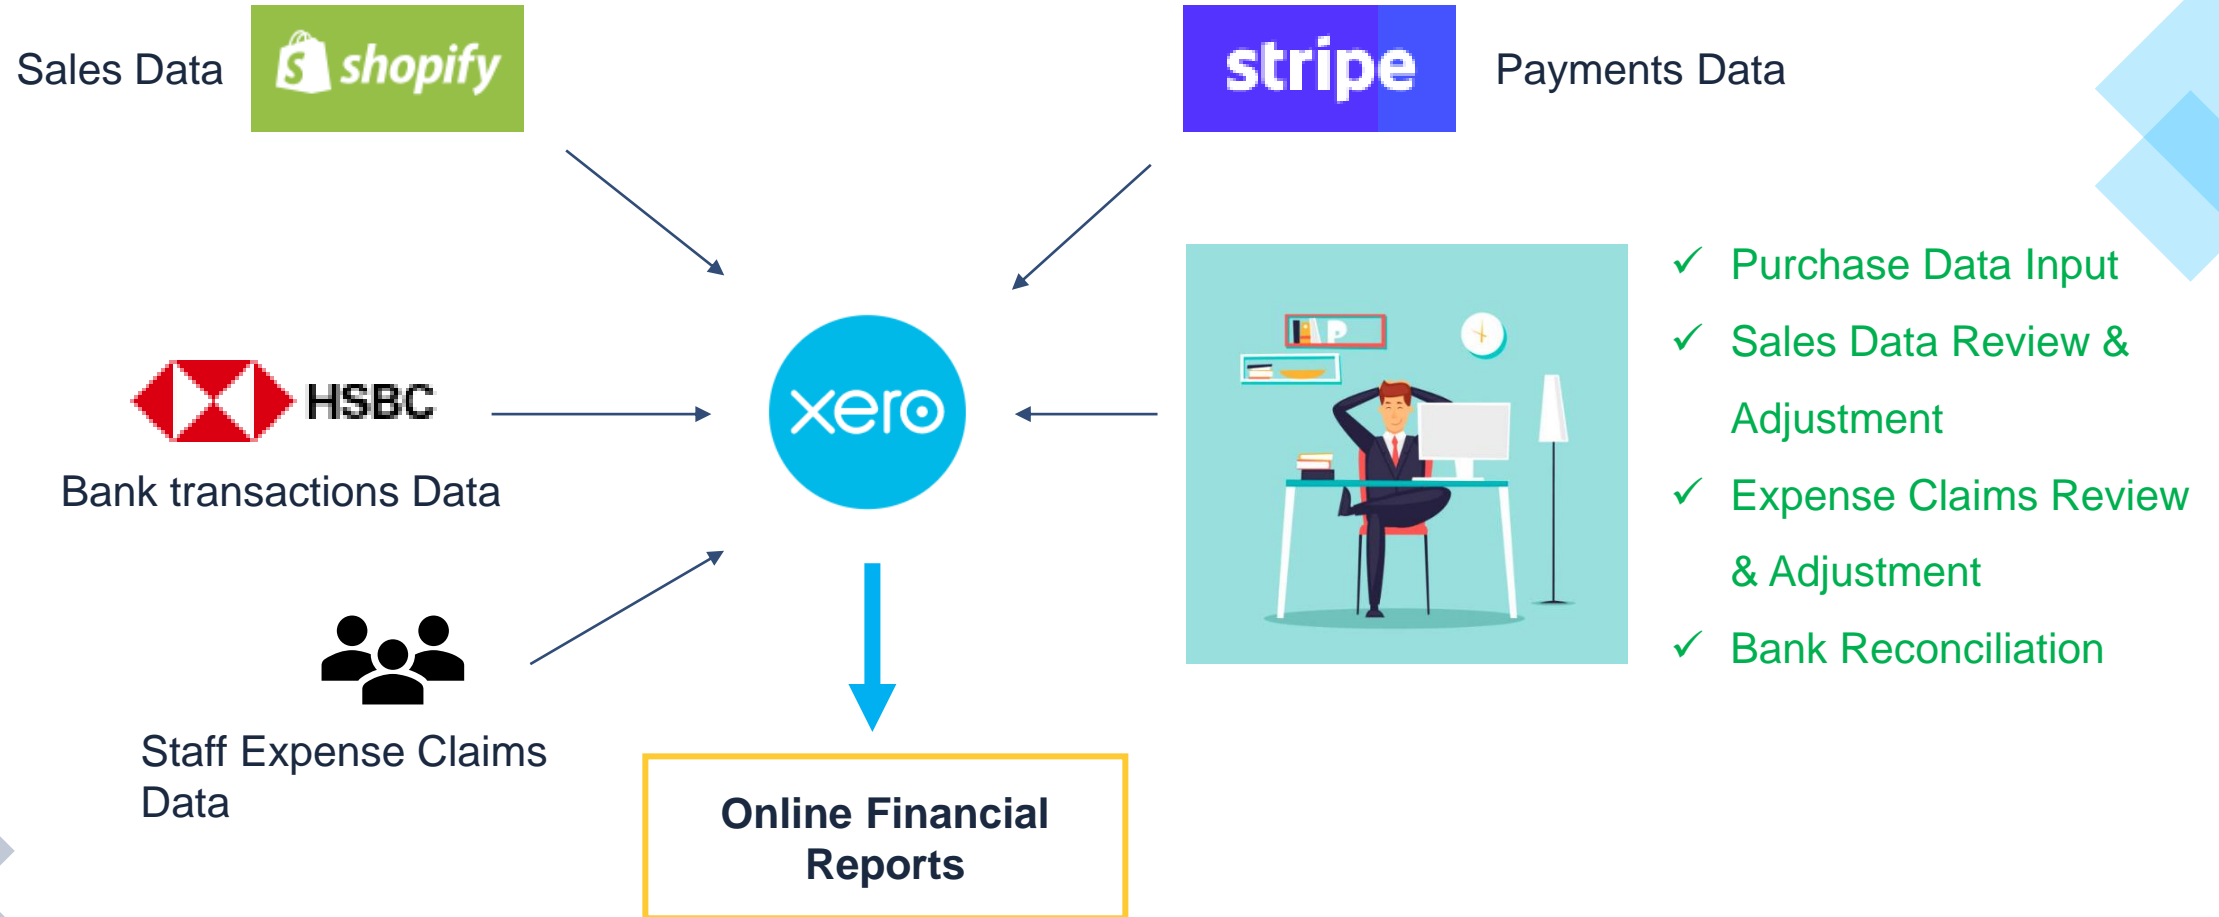 Sales Data
shopify
stripe
Payments Data
HSBC
Bank transactions Data
xero
Staff Expense Claims
Data
Online Financial
Reports
✓ Purchase Data Input
✓ Sales Data Review &
Adjustment
✓ Expense Claims Review
& Adjustment
✓ Bank Reconciliation